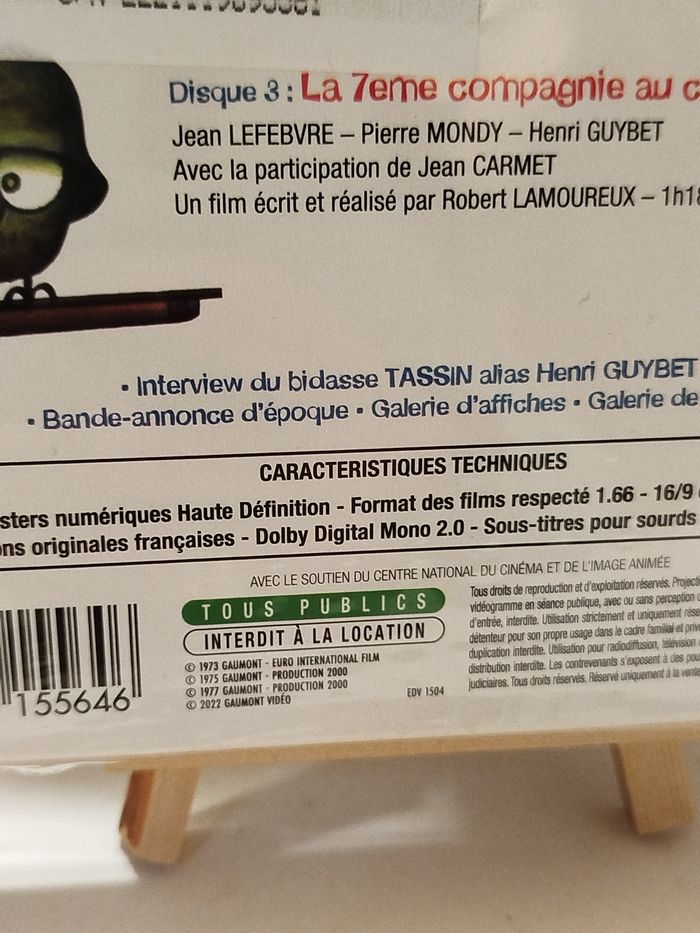 Disque 3 : La 7eme compagnie au c
Jean LEFEBVRE – Pierre MONDY – Henri GUYBET
Avec la participation de Jean CARMET
Un film écrit et réalisé par Robert LAMOUREUX – 1h18
• Interview du bidasse TASSIN alias Henri GUYBET
• Bande-annonce d'époque • Galerie d'affiches • Galerie de
CARACTERISTIQUES TECHNIQUES
sters numériques Haute Définition - Format des films respecté 1.66 - 16/9
ons originales françaises - Dolby Digital Mono 2.0 - Sous-titres pour sourds
AVEC LE SOUTIEN DU CENTRE NATIONAL DU CINÉMA ET DE L'IMAGE ANIMÉE
TOUS PUBLICS
INTERDIT À LA LOCATION
© 1973 GAUMONT - EURO INTERNATIONAL FILM
© 1975 GAUMONT - PRODUCTION 2000
© 1977 GAUMONT - PRODUCTION 2000
© 2022 GAUMONT VIDÉO
EDV 1504
Tous droits de reproduction et d'exploitation réservés. Projecti
vidéogramme en séance publique, avec ou sans perception
d'entrée, interdite. Utilisation strictement et uniquement rése
détenteur pour son propre usage dans le cadre familial et privé
duplication interdite. Utilisation pour radiodiffusion, télévision
distribution interdite. Les contrevenants s'exposent à des pou
judiciaires. Tous droits réservés. Réservé uniquement à la vente
155646